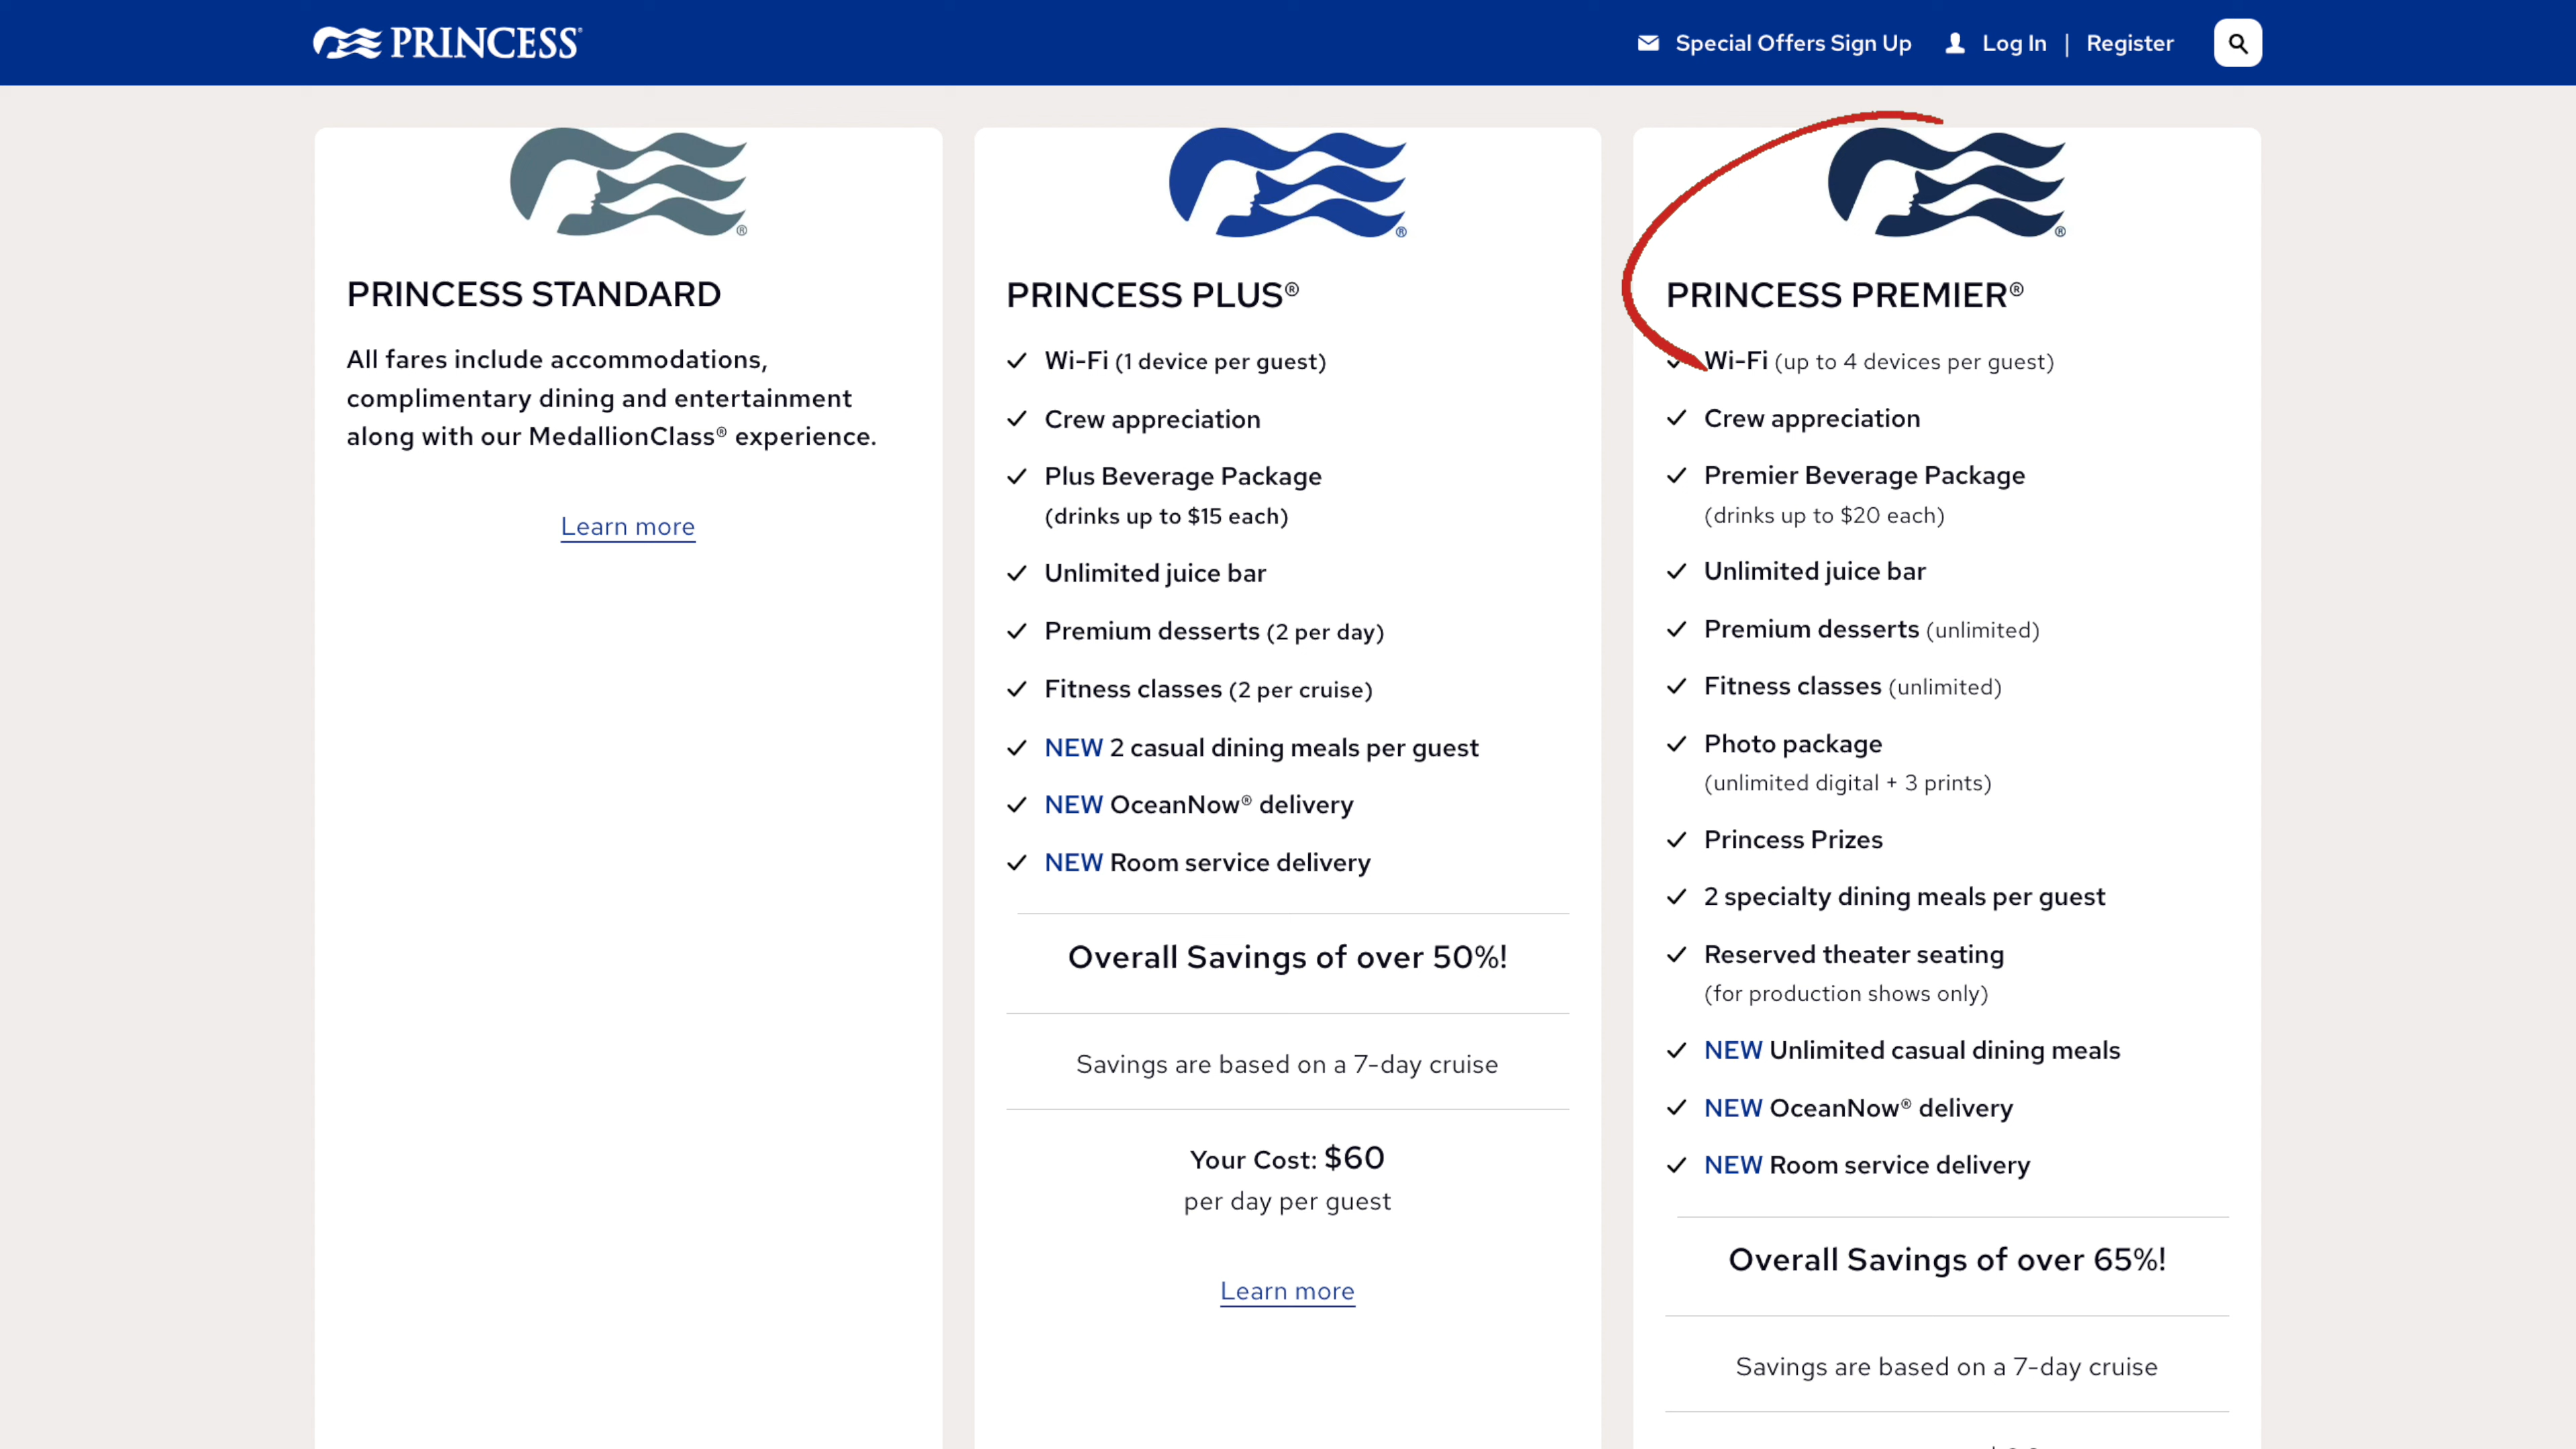 PRINCESS®
Special Offers Sign Up
Log In | Register
PRINCESS STANDARD
All fares include accommodations,
complimentary dining and entertainment
along with our MedallionClass® experience.
Learn more
PRINCESS PLUS®
Wi-Fi (1 device per guest)
Crew appreciation
Plus Beverage Package
(drinks up to $15 each)
Unlimited juice bar
Premium desserts (2 per day)
Fitness classes (2 per cruise)
NEW 2 casual dining meals per guest
NEW OceanNow® delivery
NEW Room service delivery
Overall Savings of over 50%!
Savings are based on a 7-day cruise
Your Cost: $60
per day per guest
Learn more
PRINCESS PREMIER®
Wi-Fi (up to 4 devices per guest)
Crew appreciation
Premier Beverage Package
(drinks up to $20 each)
Unlimited juice bar
Premium desserts (unlimited)
Fitness classes (unlimited)
Photo package
(unlimited digital + 3 prints)
Princess Prizes
2 specialty dining meals per guest
Reserved theater seating
(for production shows only)
NEW Unlimited casual dining meals
NEW OceanNow® delivery
NEW Room service delivery
Overall Savings of over 65%!
Savings are based on a 7-day cruise